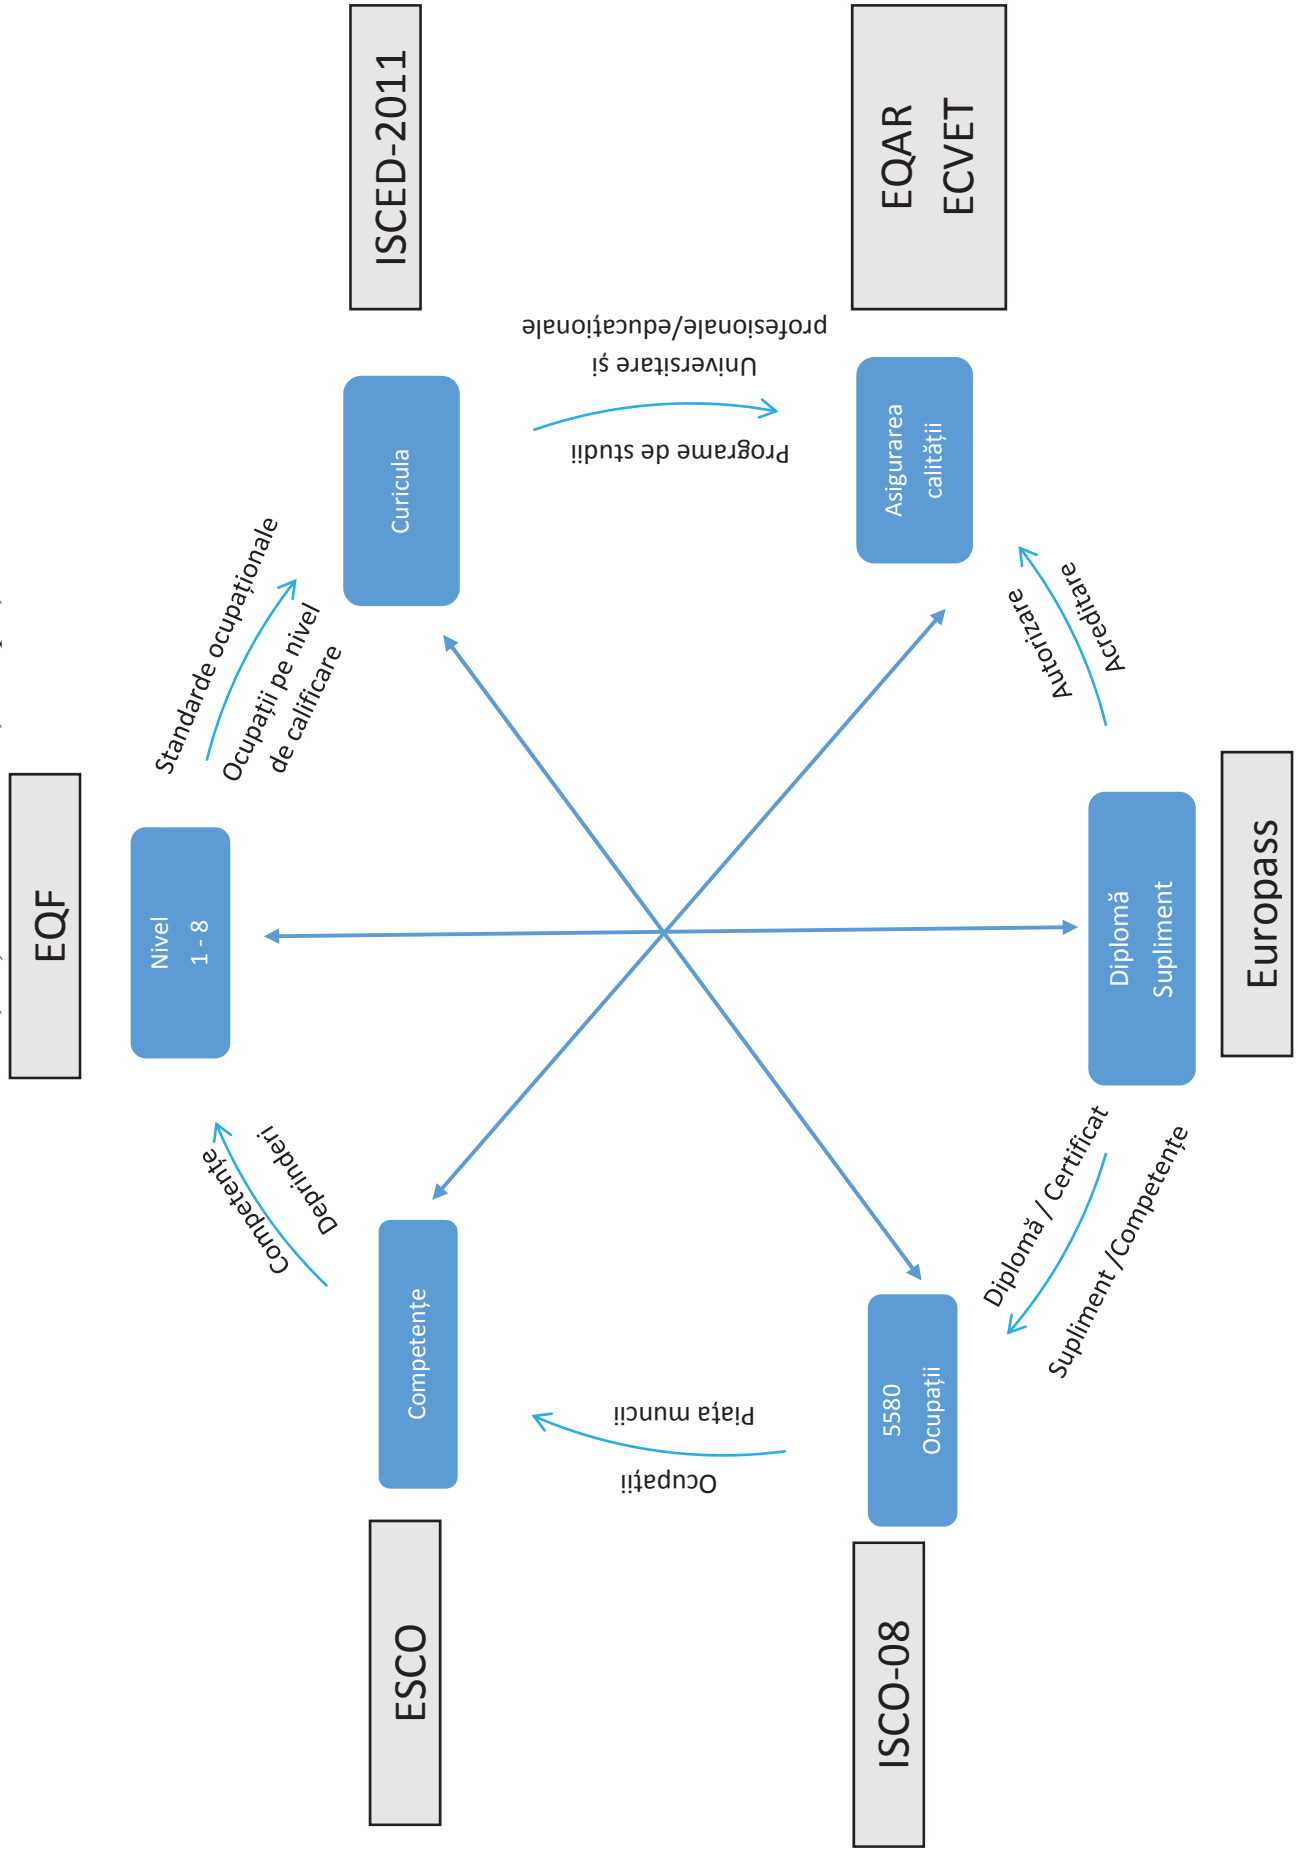 EQF
Nivel
1 - 8
Standarde ocupaționale
Ocupații pe nivel
de calificare
ISCED-2011
Curicula
Universitare și
profesionale/educaționale
Programe de studii
EQAR
ECVET
Asigurarea
calității
Autorizare
Acreditare
Diplomă
Supliment
Europass
Diplomă / Certificat
Supliment /Competențe
5580
Ocupații
ISCO-08
Ocupații
Piața muncii
Competențe
ESCO
Competențe
Deprinderi